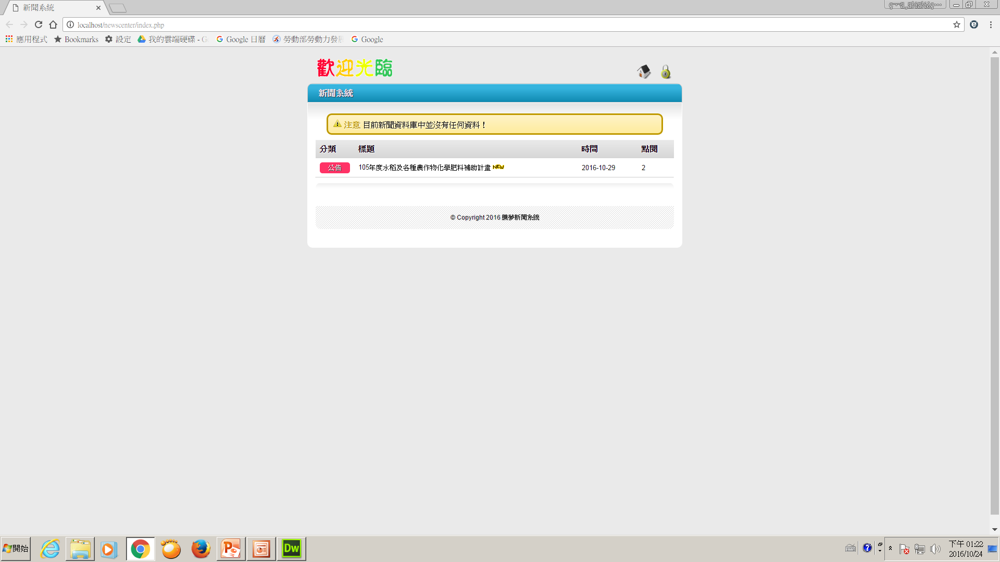 新聞系統
localhost/newscenter/index.php
應用程式 Bookmarks 設定 我的雲端硬碟 - G Google 日曆 勞動部勞動力發展 Google
歡迎光臨
新聞系統
注意 目前新聞資料庫中並沒有任何資料！
分類 標題 時間 點閱
公告 105年度水稻及各種農作物化學肥料補助計畫 NEW 2016-10-29 2
© Copyright 2016 織夢新聞系統
開始
Dw
下午 01:22
2016/10/24